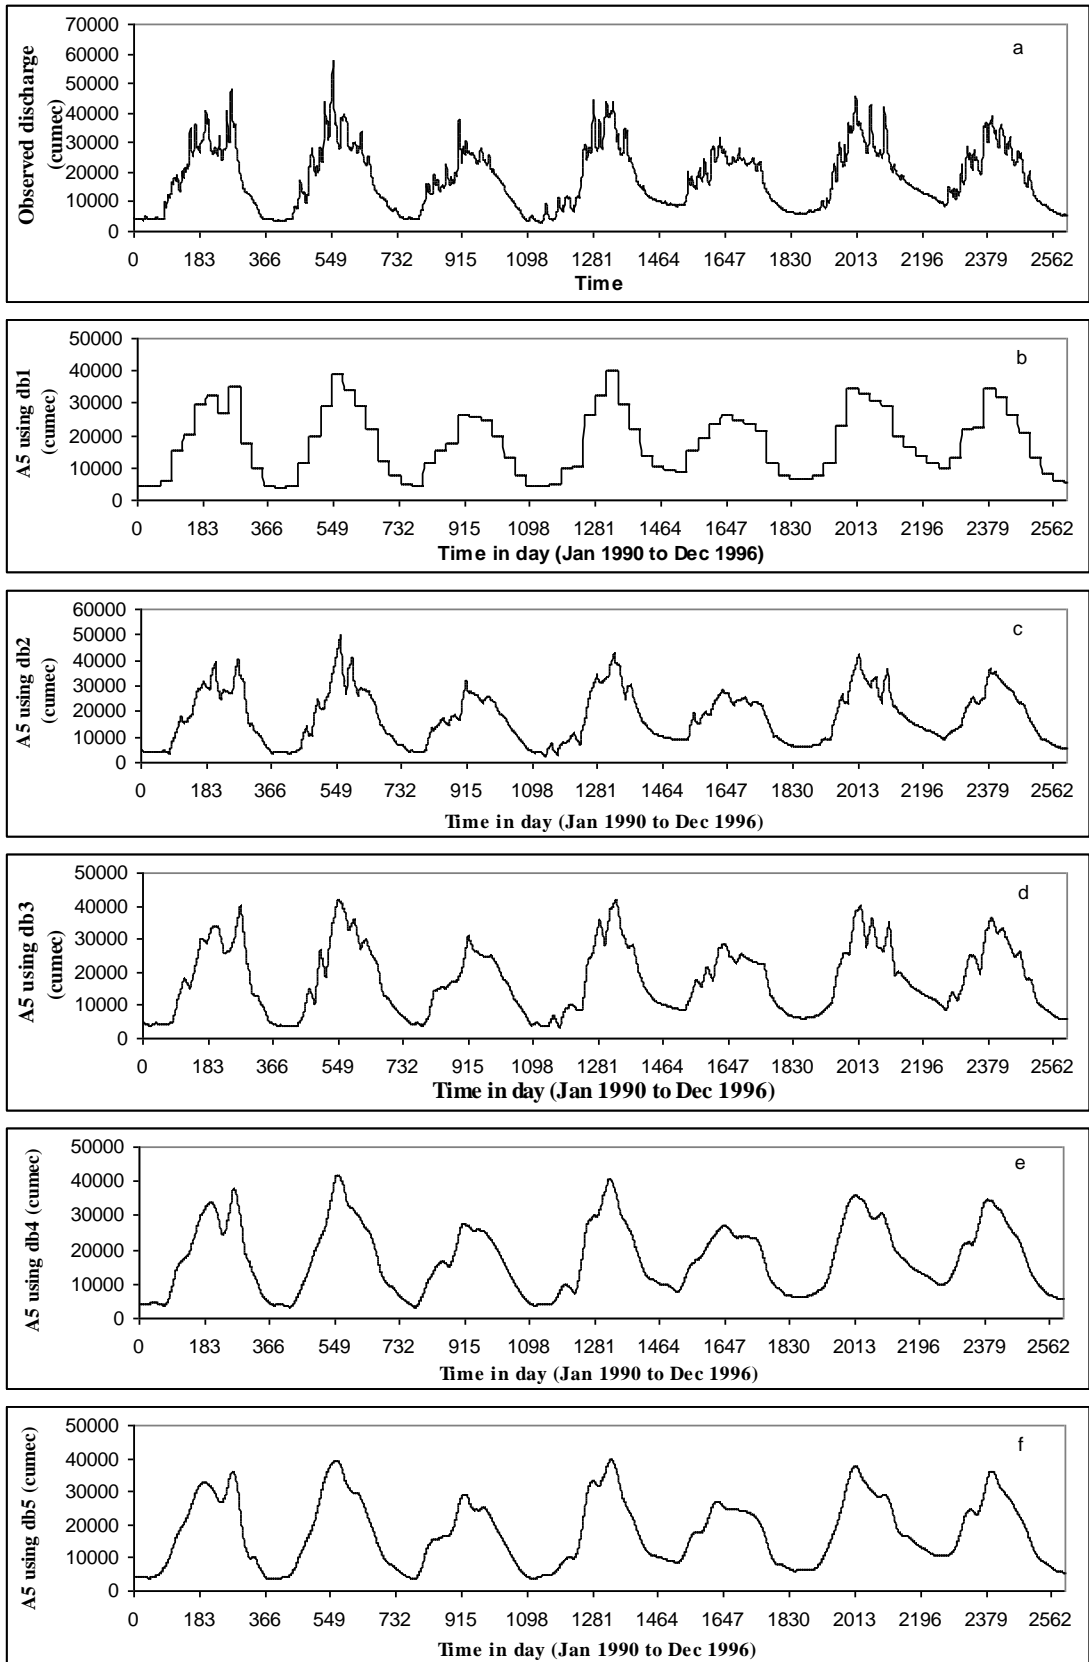 a
Observed discharge
(cumec)
70000
60000
50000
40000
30000
20000
10000
0
0 183 366 549 732 915 1098 1281 1464 1647 1830 2013 2196 2379 2562
Time
b
A5 using db1
(cumec)
50000
40000
30000
20000
10000
0
0 183 366 549 732 915 1098 1281 1464 1647 1830 2013 2196 2379 2562
Time in day (Jan 1990 to Dec 1996)
c
A5 using db2
(cumec)
60000
50000
40000
30000
20000
10000
0
0 183 366 549 732 915 1098 1281 1464 1647 1830 2013 2196 2379 2562
Time in day (Jan 1990 to Dec 1996)
d
A5 using db3
(cumec)
50000
40000
30000
20000
10000
0
0 183 366 549 732 915 1098 1281 1464 1647 1830 2013 2196 2379 2562
Time in day (Jan 1990 to Dec 1996)
e
A5 using db4 (cumec)
50000
40000
30000
20000
10000
0
0 183 366 549 732 915 1098 1281 1464 1647 1830 2013 2196 2379 2562
Time in day (Jan 1990 to Dec 1996)
f
A5 using db5 (cumec)
50000
40000
30000
20000
10000
0
0 183 366 549 732 915 1098 1281 1464 1647 1830 2013 2196 2379 2562
Time in day (Jan 1990 to Dec 1996)